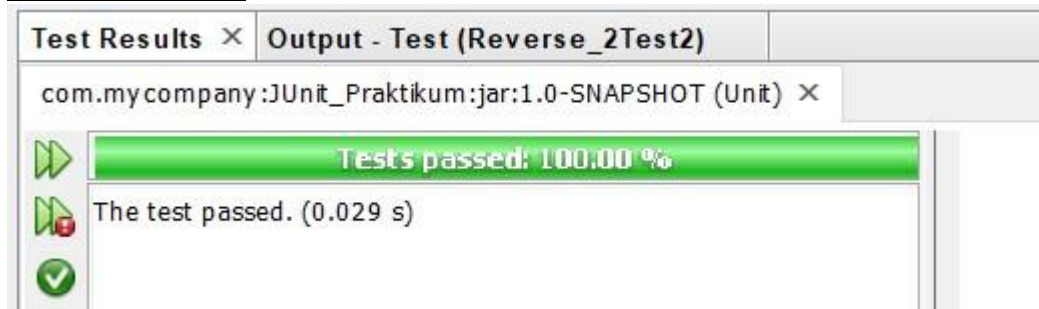 Test Results Output - Test (Reverse_2Test2)
com.mycompany:JUnit_Praktikum:jar:1.0-SNAPSHOT (Unit)
Tests passed: 100.00 %
The test passed. (0.029 s)